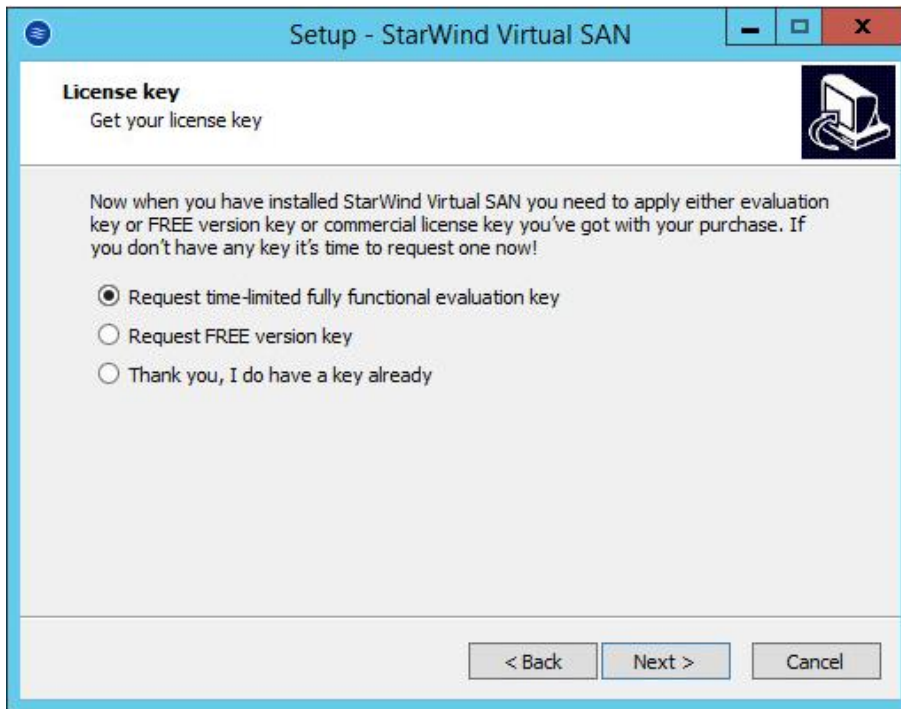 Setup - StarWind Virtual SAN
License key
Get your license key
Now when you have installed StarWind Virtual SAN you need to apply either evaluation
key or FREE version key or commercial license key you've got with your purchase. If
you don't have any key it's time to request one now!
Request time-limited fully functional evaluation key
Request FREE version key
Thank you, I do have a key already
< Back
Next >
Cancel